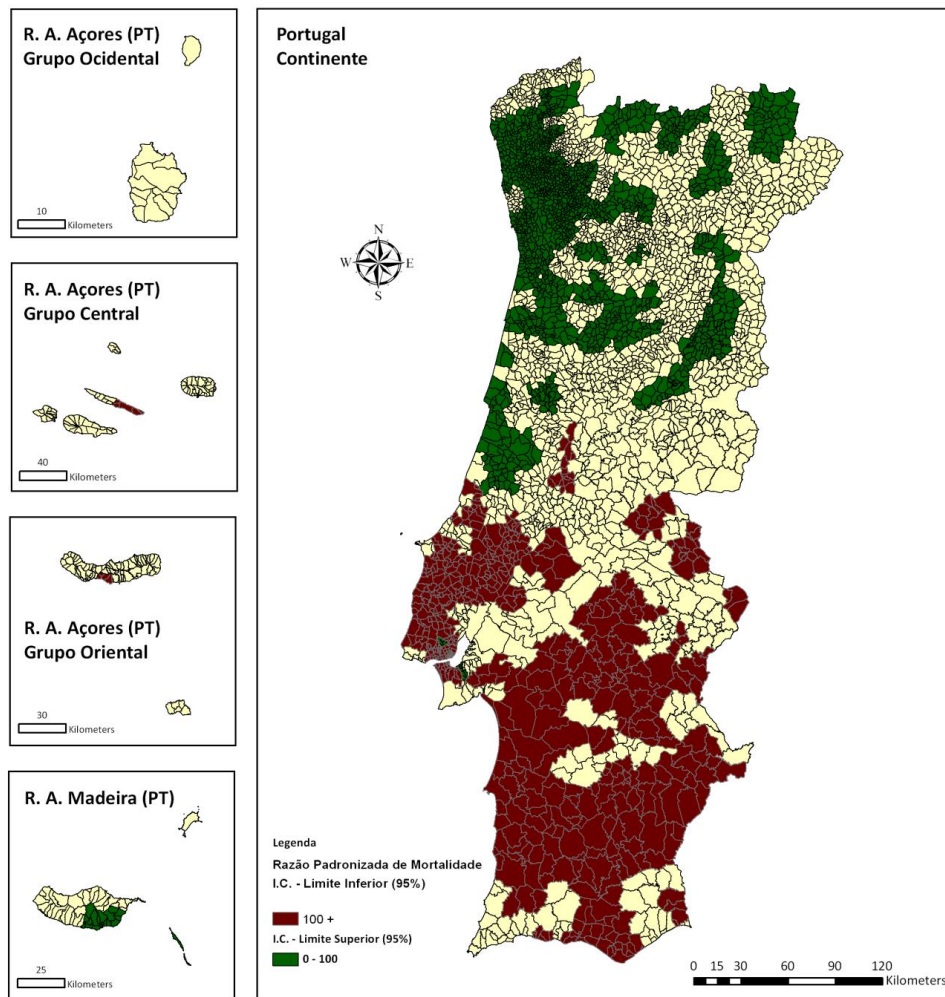 R. A. Açores (PT)
Grupo Ocidental
10
Kilometers
R. A. Açores (PT)
Grupo Central
40
Kilometers
R. A. Açores (PT)
Grupo Oriental
30
Kilometers
R. A. Madeira (PT)
25
Kilometers
Portugal
Continente
N
W E
S
Legenda
Razão Padronizada de Mortalidade
I.C. - Limite Inferior (95%)
100 +
I.C. - Limite Superior (95%)
0 - 100
0 15 30 60 90 120
Kilometers